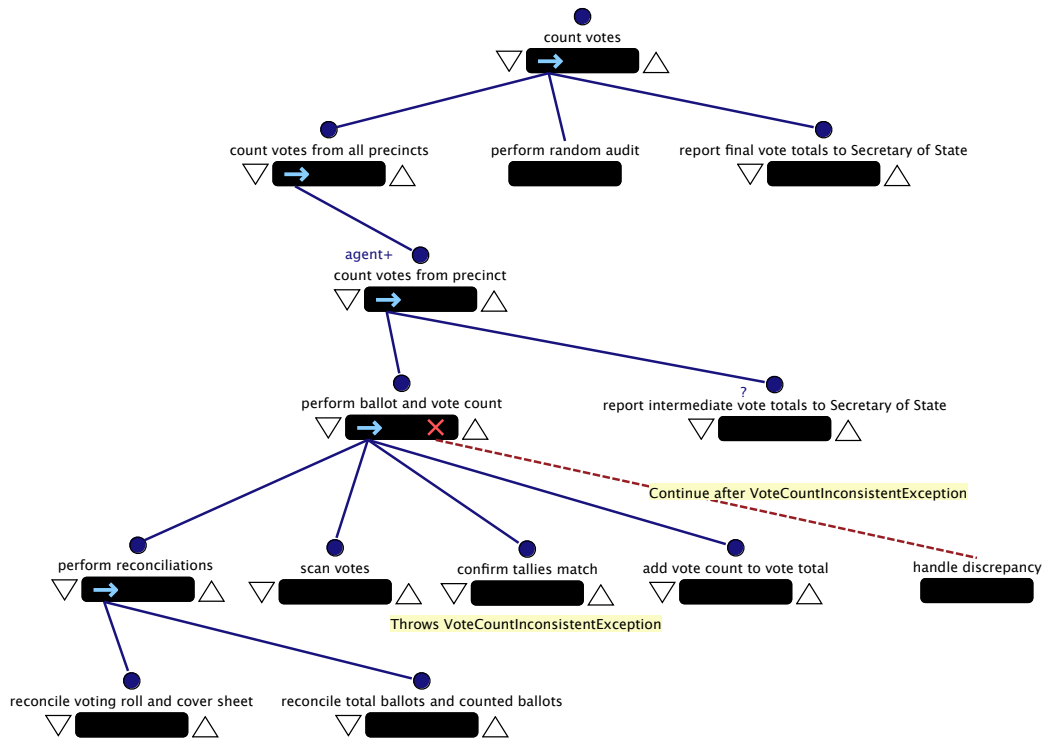 count votes
count votes from all precincts
perform random audit
report final vote totals to Secretary of State
agent+
count votes from precinct
?
perform ballot and vote count
report intermediate vote totals to Secretary of State
Continue after VoteCountInconsistentException
perform reconciliations
scan votes
confirm tallies match
add vote count to vote total
handle discrepancy
Throws VoteCountInconsistentException
reconcile voting roll and cover sheet
reconcile total ballots and counted ballots